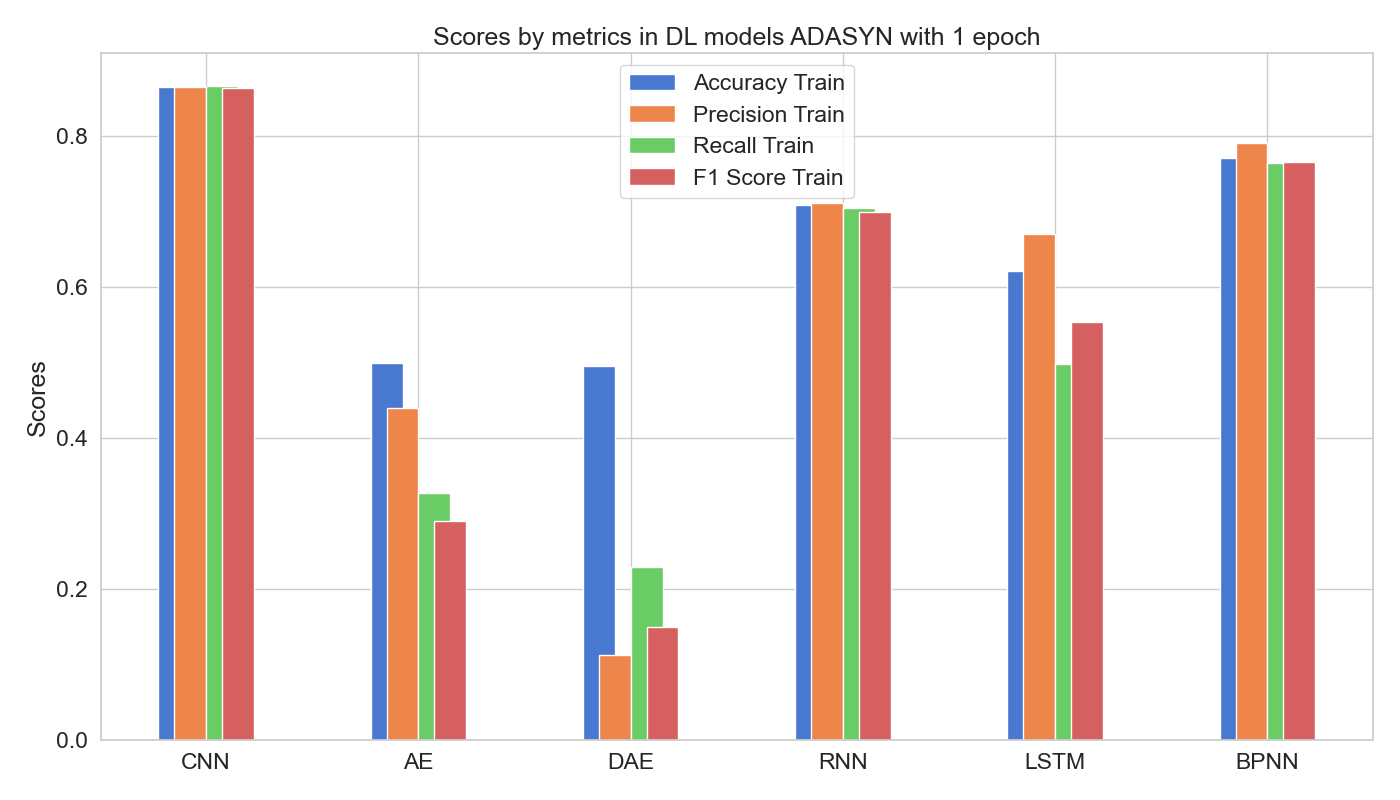 Scores by metrics in DL models ADASYN with 1 epoch
Accuracy Train
Precision Train
Recall Train
F1 Score Train
Scores
0.8
0.6
0.4
0.2
0.0
CNN AE DAE RNN LSTM BPNN